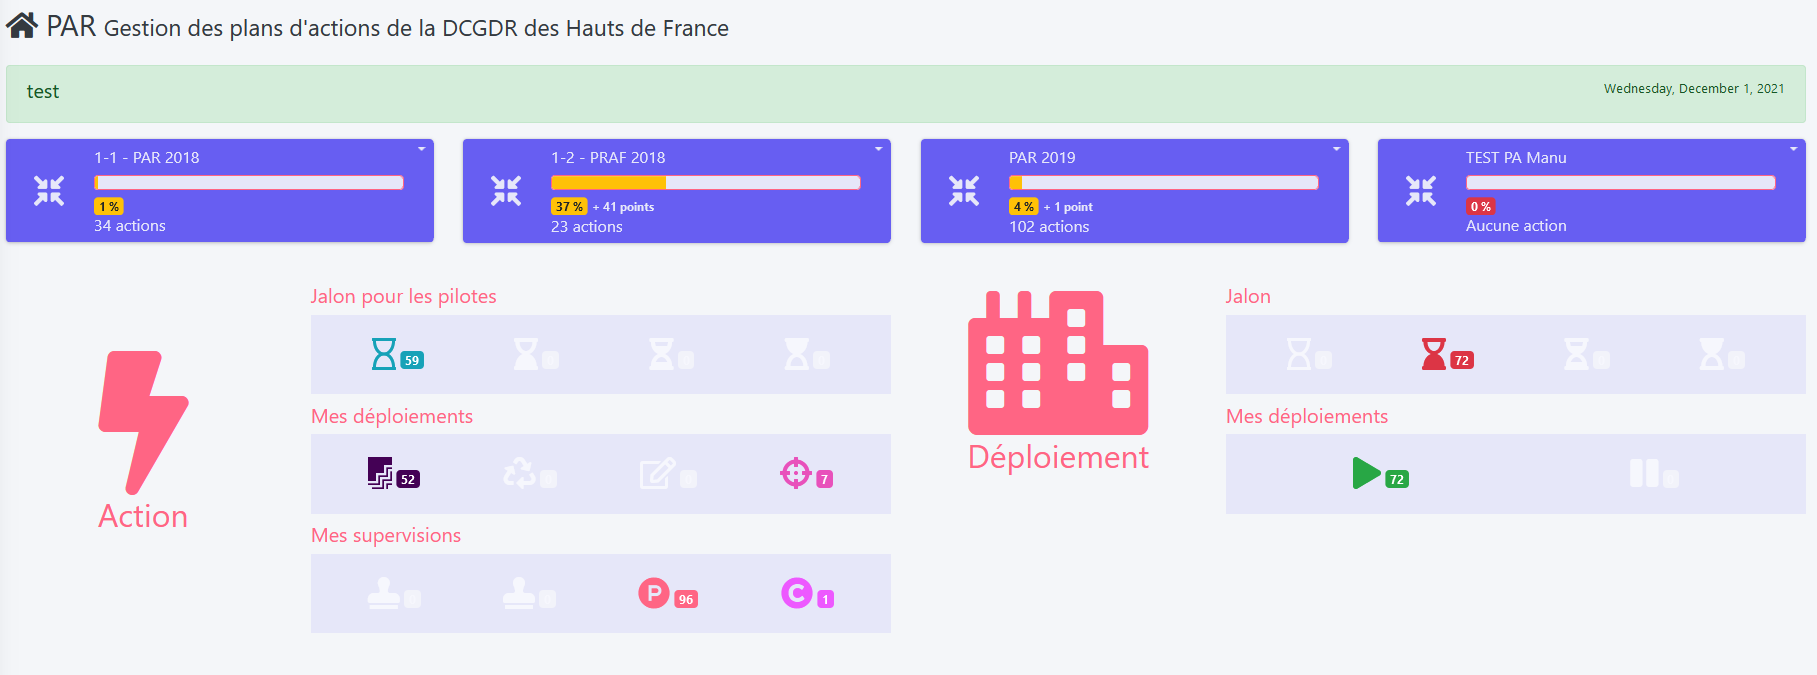 PAR Gestion des plans d'actions de la DCGDR des Hauts de France
test
Wednesday, December 1, 2021
1-1 - PAR 2018
1 %
34 actions
1-2 - PRAF 2018
37 % + 41 points
23 actions
PAR 2019
4 % + 1 point
102 actions
TEST PA Manu
0 %
Aucune action
Action
Jalon pour les pilotes
59
Mes déploiements
52
7
Mes supervisions
P 96
C 1
Déploiement
Jalon
72
Mes déploiements
72